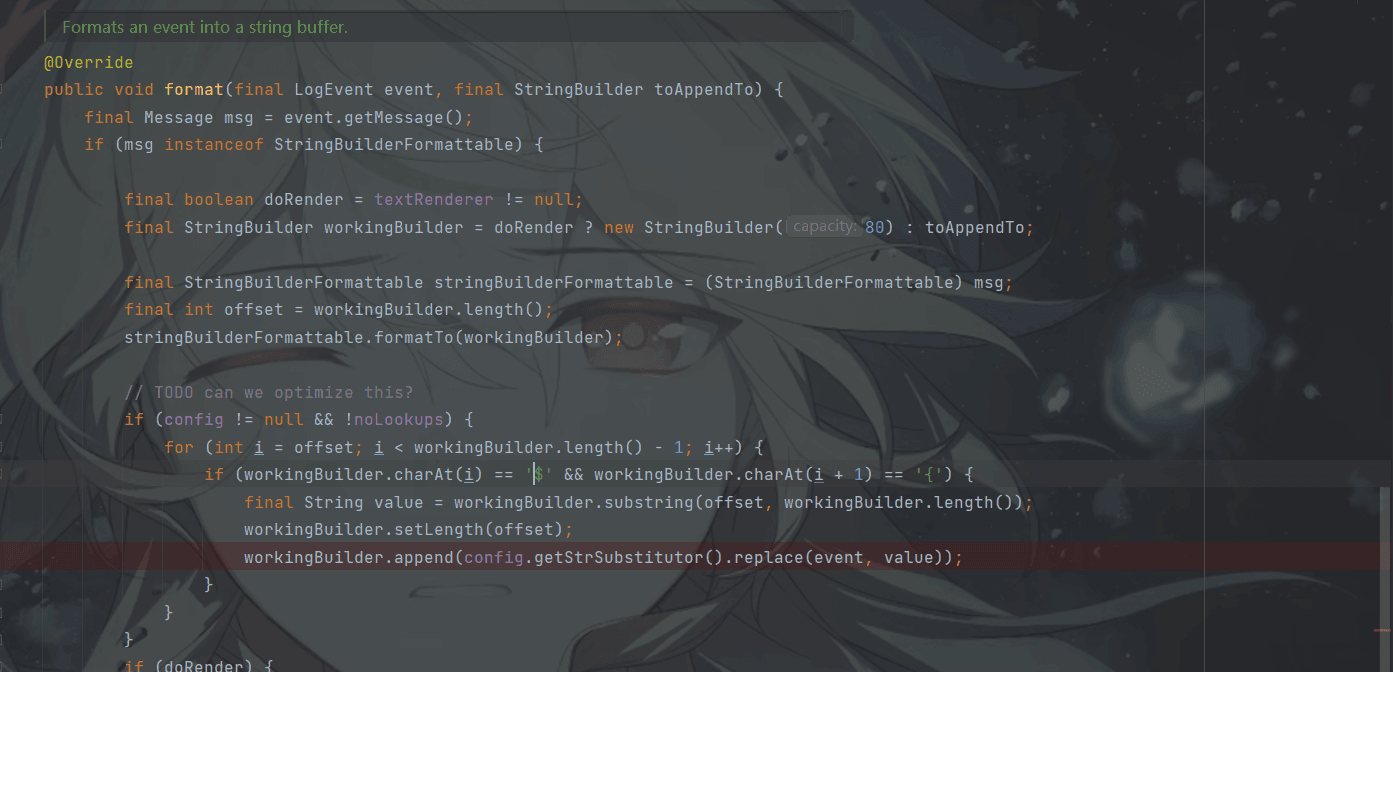 Formats an event into a string buffer.
@Override
public void format(final LogEvent event, final StringBuilder toAppendTo) {
final Message msg = event.getMessage();
if (msg instanceof StringBuilderFormattable) {
final boolean doRender = textRenderer != null;
final StringBuilder workingBuilder = doRender ? new StringBuilder( capacity: 80) : toAppendTo;
final StringBuilderFormattable stringBuilderFormattable = (StringBuilderFormattable) msg;
final int offset = workingBuilder.length();
stringBuilderFormattable.formatTo(workingBuilder);
// TODO can we optimize this?
if (config != null && !noLookups) {
for (int i = offset; i < workingBuilder.length() - 1; i++) {
if (workingBuilder.charAt(i) == '$' && workingBuilder.charAt(i + 1) == '{') {
final String value = workingBuilder.substring(offset, workingBuilder.length());
workingBuilder.setLength(offset);
workingBuilder.append(config.getStrSubstitutor().replace(event, value));
}
}
}
if (doRender) {